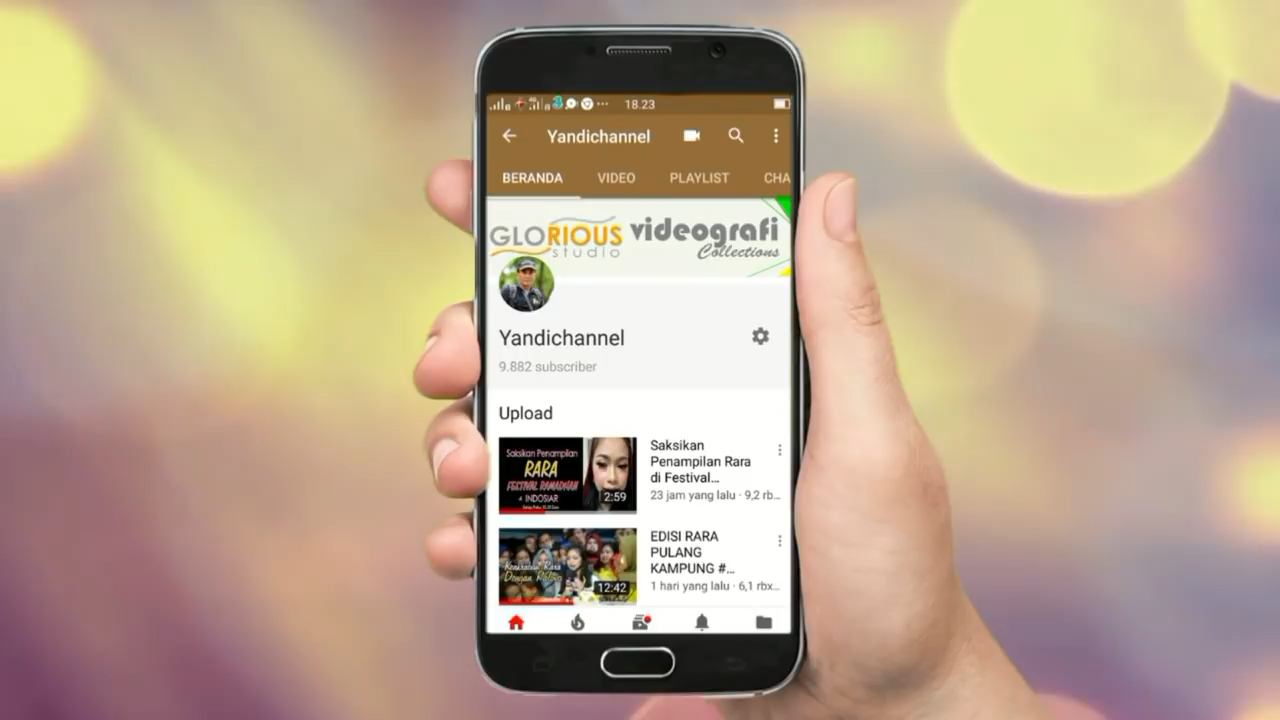 18.23
Yandichannel
BERANDA VIDEO PLAYLIST CHA
GLORIOUS
studio
videografi
Collections
Yandichannel
9.882 subscriber
Upload
Saksikan Penampilan
RARA
FESTIVAL RAMADHAN
INDOSIAR
2:59
Saksikan
Penampilan Rara
di Festival...
23 jam yang lalu · 9,2 rb...
Dengan
12:42
EDISI RARA
PULANG
KAMPUNG #...
1 hari yang lalu · 6,1 rbx...